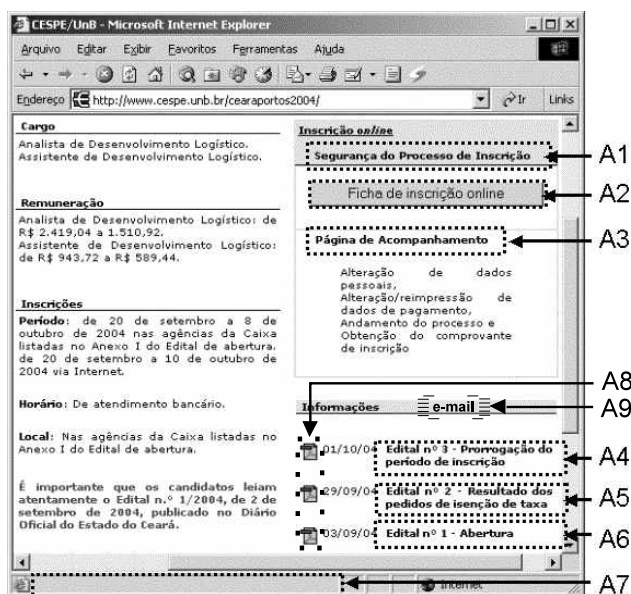 CESPE/UnB - Microsoft Internet Explorer
Arquivo Editar Exibir Favoritos Ferramentas Ajuda
Endereço http://www.cespe.unb.br/cearaportos2004/ Ir Links
Cargo
Analista de Desenvolvimento Logístico.
Assistente de Desenvolvimento Logístico.
Remuneração
Analista de Desenvolvimento Logístico: de
R$ 2.419,04 a 1.510,92.
Assistente de Desenvolvimento Logístico:
de R$ 943,72 a R$ 589,44.
Inscrições
Período: de 20 de setembro a 8 de
outubro de 2004 nas agências da Caixa
listadas no Anexo I do Edital de abertura.
de 20 de setembro a 10 de outubro de
2004 via Internet.
Horário: De atendimento bancário.
Local: Nas agências da Caixa listadas no
Anexo I do Edital de abertura.
É importante que os candidatos leiam
atentamente o Edital n.º 1/2004, de 2 de
setembro de 2004, publicado no Diário
Oficial do Estado do Ceará.
Inscrição online
Segurança do Processo de Inscrição
A1
Ficha de inscrição online
A2
Página de Acompanhamento
A3
Alteração de dados
pessoais,
Alteração/reimpressão de
dados de pagamento,
Andamento do processo e
Obtenção do comprovante
de inscrição
A8
Informações e-mail
A9
01/10/04 Edital nº 3 - Prorrogação do
período de inscrição
A4
29/09/04 Edital nº 2 - Resultado dos
pedidos de isenção de taxa
A5
03/09/04 Edital nº 1 - Abertura
A6
Internet
A7